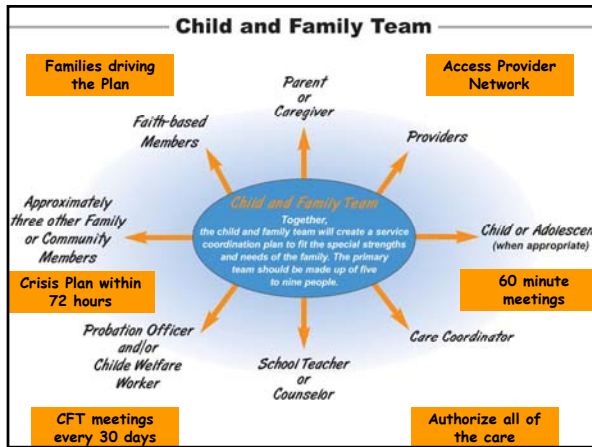 Child and Family Team
Families driving
the Plan
Access Provider
Network
Parent
or
Caregiver
Faith-based
Members
Providers
Approximately
three other Family
or Community
Members
Child and Family Team
Together,
the child and family team will create a service
coordination plan to fit the special strengths
and needs of the family. The primary
team should be made up of five
to nine people.
Child or Adolescen
(when appropriate)
Crisis Plan within
72 hours
60 minute
meetings
Probation Officer
and/or
Childe Welfare
Worker
School Teacher
or
Counselor
Care Coordinator
CFT meetings
every 30 days
Authorize all of
the care